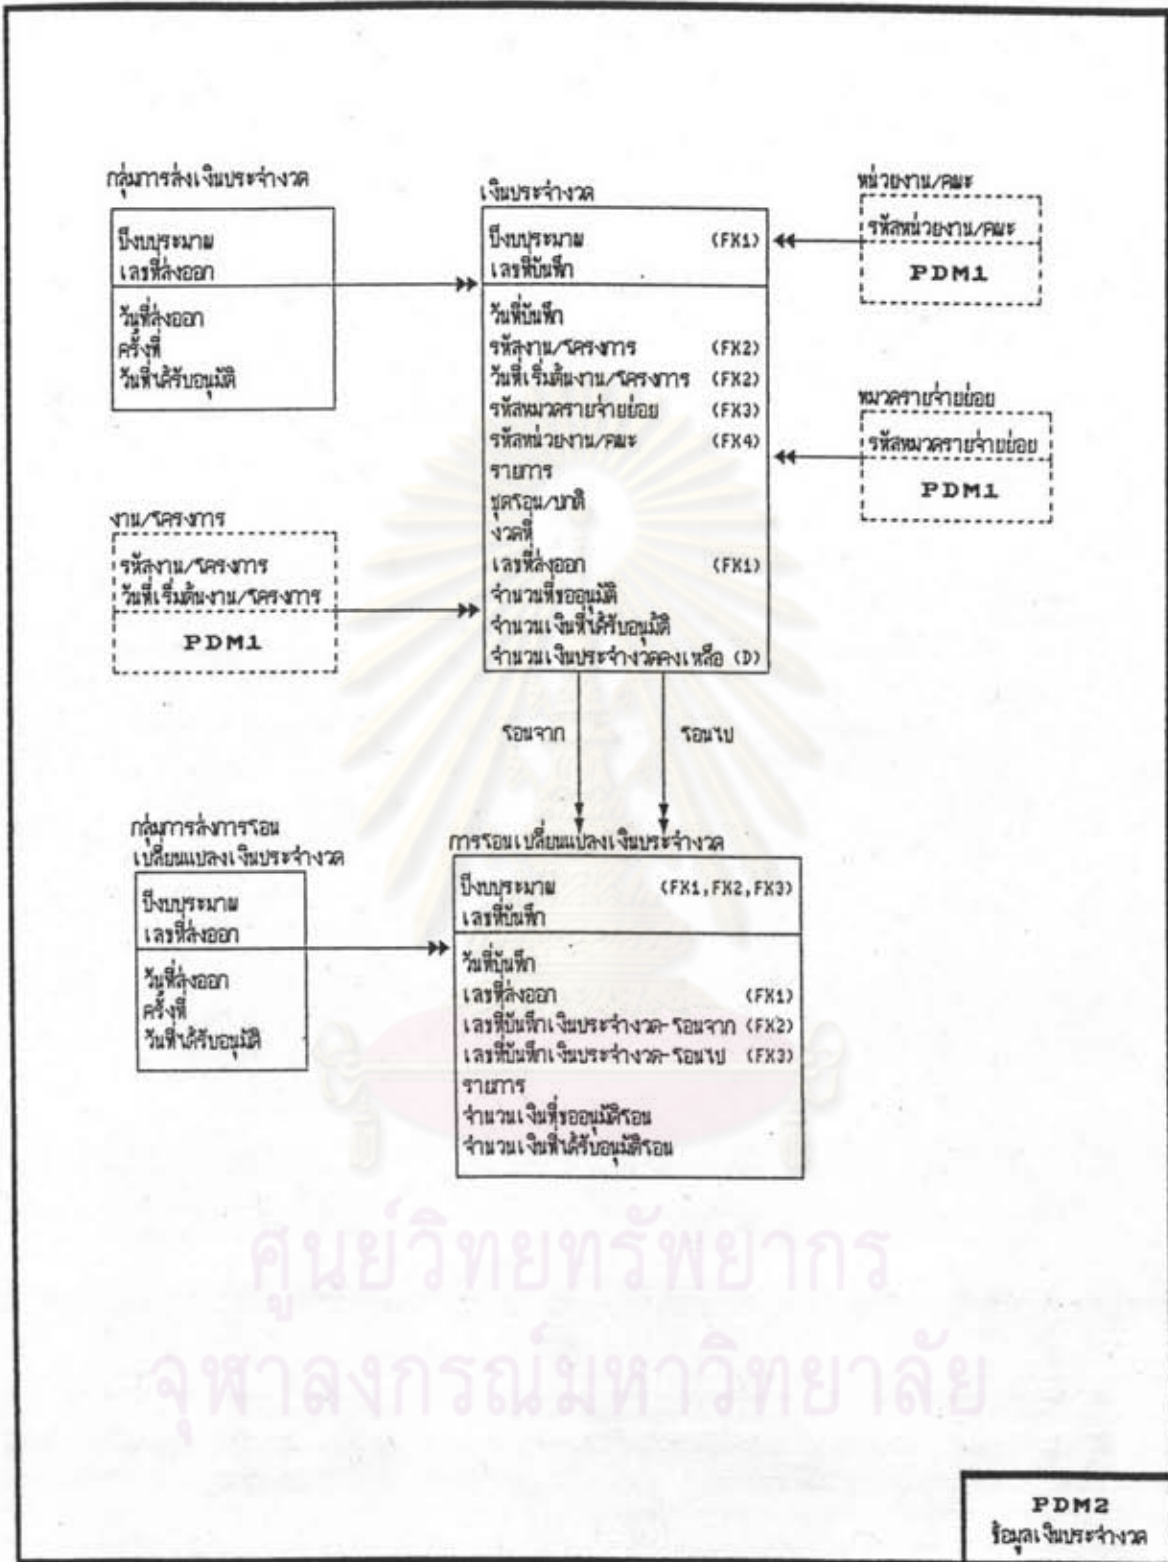 กลุ่มการส่งเงินประจำงวด
ปีงบประมาณ
เลขที่ส่งออก
วันที่ส่งออก
ครั้งที่
วันที่ได้รับอนุมัติ
เงินประจำงวด
ปีงบประมาณ (FK1)
เลขที่บันทึก
วันที่บันทึก
รหัสงาน/โครงการ (FK2)
วันที่เริ่มต้นงาน/โครงการ (FK2)
รหัสหมวดรายจ่ายย่อย (FK3)
รหัสหน่วยงาน/คณะ (FK4)
รายการ
ชุดโอน/ปกติ
งวดที่
เลขที่ส่งออก (FK1)
จำนวนที่ขออนุมัติ
จำนวนเงินที่ได้รับอนุมัติ
จำนวนเงินประจำงวดคงเหลือ (D)
หน่วยงาน/คณะ
รหัสหน่วยงาน/คณะ
PDM1
หมวดรายจ่ายย่อย
รหัสหมวดรายจ่ายย่อย
PDM1
งาน/โครงการ
รหัสงาน/โครงการ
วันที่เริ่มต้นงาน/โครงการ
PDM1
โอนจาก
โอนไป
กลุ่มการส่งการโอน
เปลี่ยนแปลงเงินประจำงวด
ปีงบประมาณ
เลขที่ส่งออก
วันที่ส่งออก
ครั้งที่
วันที่ได้รับอนุมัติ
การโอนเปลี่ยนแปลงเงินประจำงวด
ปีงบประมาณ (FK1,FK2,FK3)
เลขที่บันทึก
วันที่บันทึก
เลขที่ส่งออก (FK1)
เลขที่บันทึกเงินประจำงวด-โอนจาก (FK2)
เลขที่บันทึกเงินประจำงวด-โอนไป (FK3)
รายการ
จำนวนเงินที่ขออนุมัติโอน
จำนวนเงินที่ได้รับอนุมัติโอน
ศูนย์วิทยทรัพยากร
จุฬาลงกรณ์มหาวิทยาลัย
PDM2
ข้อมูลเงินประจำงวด